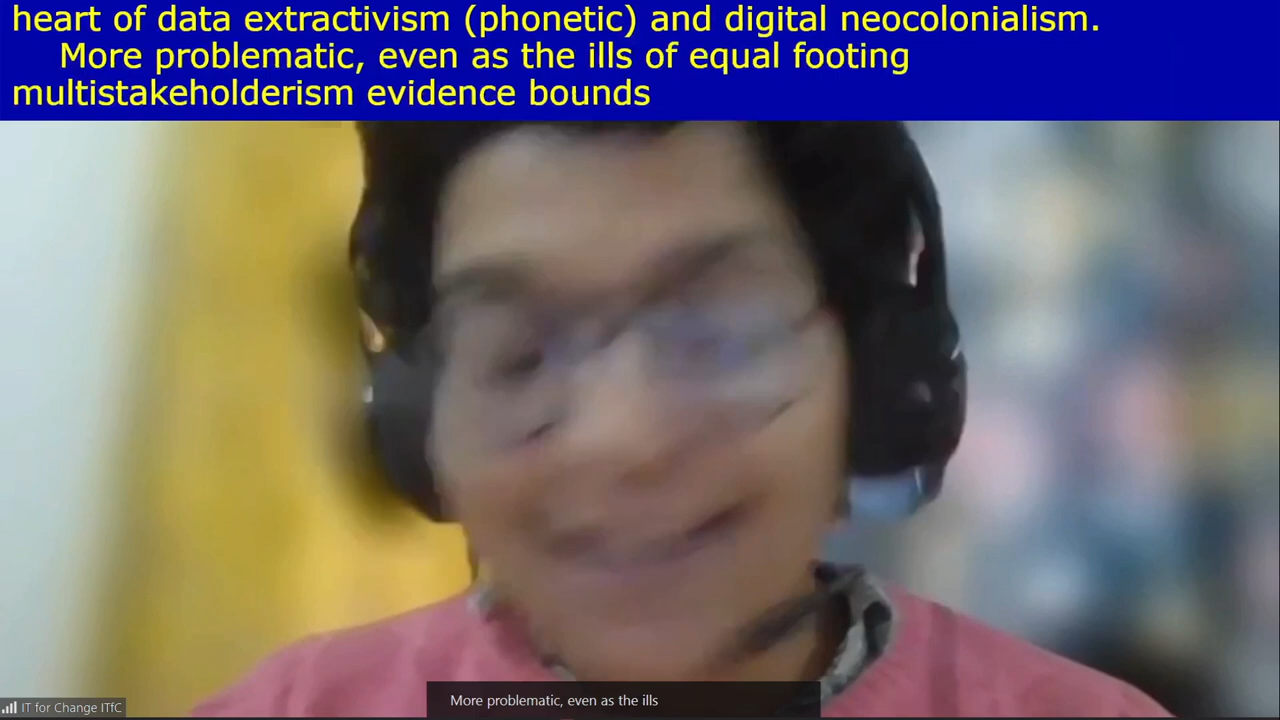 heart of data extractivism (phonetic) and digital neocolonialism.
More problematic, even as the ills of equal footing
multistakeholderism evidence bounds
IT for Change ITfC
More problematic, even as the ills